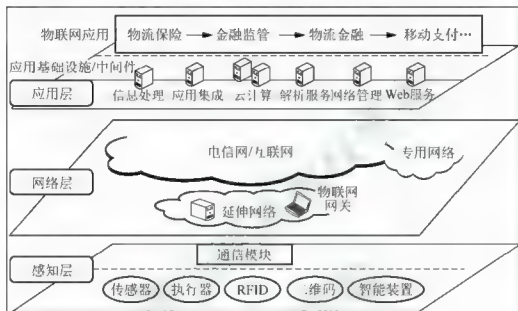 物联网应用 物流保险 金融监管 物流金融 移动支付…
应用基础设施/中间件
信息处理 应用集成 云计算 解析服务 网络管理 Web服务
应用层
电信网/互联网 专用网络
网络层
物联网
网关
延伸网络
通信模块
感知层
传感器 执行器 RFID 二维码 智能装置